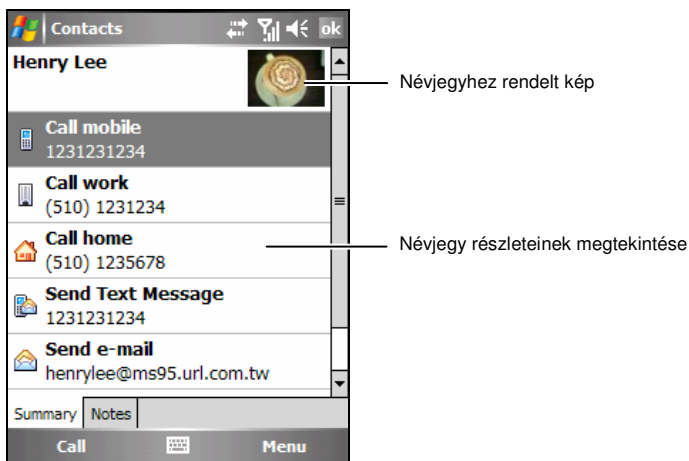 Contacts ok
Henry Lee
Névjegyhez rendelt kép
Call mobile
1231231234
Call work
(510) 1231234
Call home
(510) 1235678
Névjegy részleteinek megtekintése
Send Text Message
1231231234
Send e-mail
henrylee@ms95.url.com.tw
Summary Notes
Call Menu